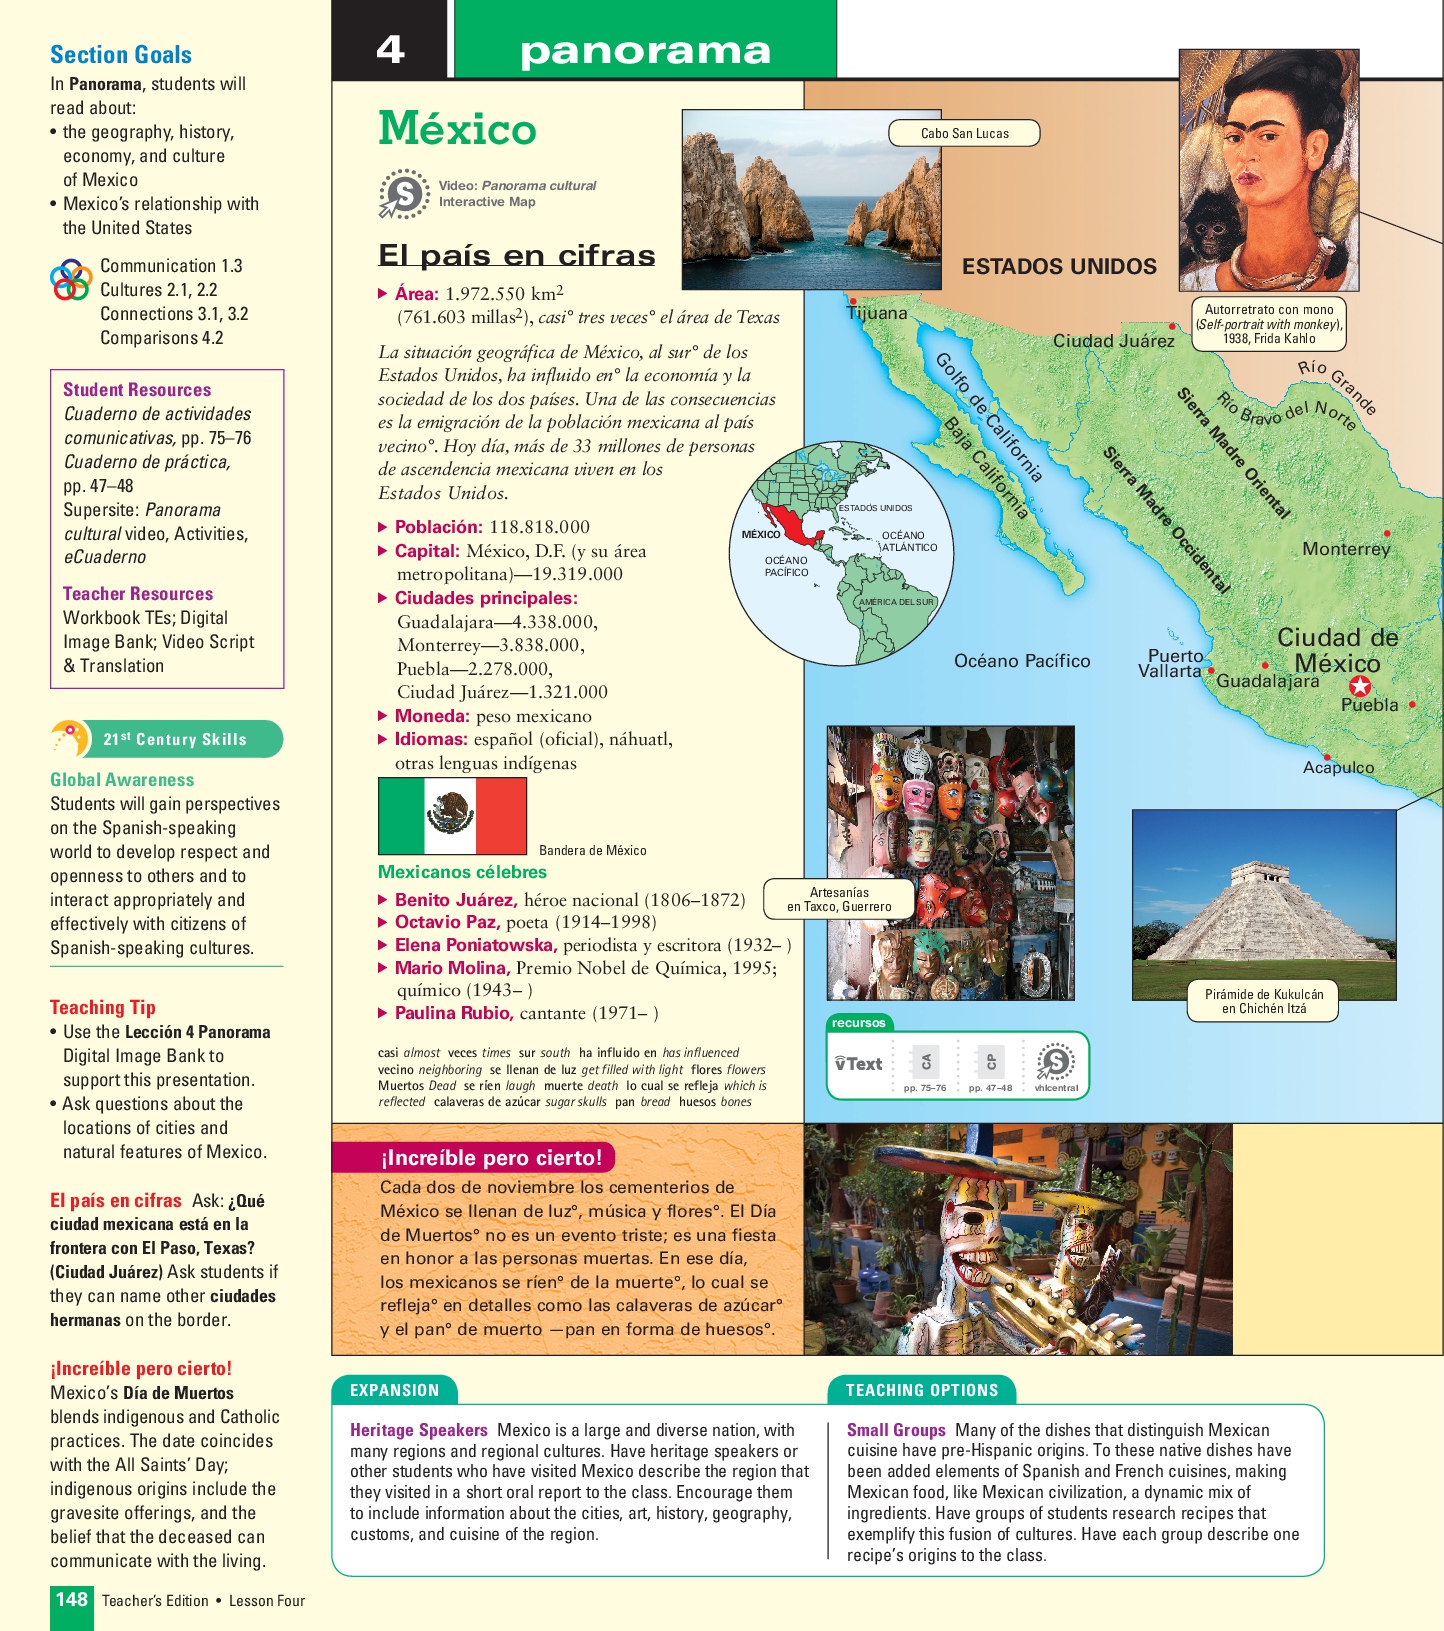 Section Goals
In Panorama, students will
read about:
• the geography, history,
economy, and culture
of Mexico
• Mexico's relationship with
the United States
Communication 1.3
Cultures 2.1, 2.2
Connections 3.1, 3.2
Comparisons 4.2
Student Resources
Cuaderno de actividades
comunicativas, pp. 75–76
Cuaderno de práctica,
pp. 47–48
Supersite: Panorama
cultural video, Activities,
eCuaderno
Teacher Resources
Workbook TEs; Digital
Image Bank; Video Script
& Translation
21st Century Skills
Global Awareness
Students will gain perspectives
on the Spanish-speaking
world to develop respect and
openness to others and to
interact appropriately and
effectively with citizens of
Spanish-speaking cultures.
Teaching Tip
• Use the Lección 4 Panorama
Digital Image Bank to
support this presentation.
• Ask questions about the
locations of cities and
natural features of Mexico.
El país en cifras Ask: ¿Qué
ciudad mexicana está en la
frontera con El Paso, Texas?
(Ciudad Juárez) Ask students if
they can name other ciudades
hermanas on the border.
¡Increíble pero cierto!
Mexico's Día de Muertos
blends indigenous and Catholic
practices. The date coincides
with the All Saints' Day;
indigenous origins include the
gravesite offerings, and the
belief that the deceased can
communicate with the living.
148 Teacher's Edition • Lesson Four
4 panorama
México
S
Video: Panorama cultural
Interactive Map
El país en cifras
Área: 1.972.550 km2
(761.603 millas2), casi° tres veces° el área de Texas
La situación geográfica de México, al sur° de los
Estados Unidos, ha influido en° la economía y la
sociedad de los dos países. Una de las consecuencias
es la emigración de la población mexicana al país
vecino°. Hoy día, más de 33 millones de personas
de ascendencia mexicana viven en los
Estados Unidos.
Población: 118.818.000
Capital: México, D.F. (y su área
metropolitana)—19.319.000
Ciudades principales:
Guadalajara—4.338.000,
Monterrey—3.838.000,
Puebla—2.278.000,
Ciudad Juárez—1.321.000
Moneda: peso mexicano
Idiomas: español (oficial), náhuatl,
otras lenguas indígenas
Bandera de México
Mexicanos célebres
Benito Juárez, héroe nacional (1806–1872)
Octavio Paz, poeta (1914–1998)
Elena Poniatowska, periodista y escritora (1932– )
Mario Molina, Premio Nobel de Química, 1995;
químico (1943– )
Paulina Rubio, cantante (1971– )
casi almost veces times sur south ha influido en has influenced
vecino neighboring se llenan de luz get filled with light flores flowers
Muertos Dead se ríen laugh muerte death lo cual se refleja which is
reflected calaveras de azúcar sugar skulls pan bread huesos bones
Cabo San Lucas
ESTADOS UNIDOS
Autorretrato con mono
(Self-portrait with monkey),
1938, Frida Kahlo
Tijuana
Ciudad Juárez
Golfo de California
Baja California
Río Grande
Río Bravo del Norte
Sierra Madre Oriental
Sierra Madre Occidental
Monterrey
ESTADOS UNIDOS
MÉXICO
OCÉANO
ATLÁNTICO
OCÉANO
PACÍFICO
AMÉRICA DEL SUR
Océano Pacífico
Puerto
Vallarta
Guadalajara
Ciudad de
México
Puebla
Acapulco
Artesanías
en Taxco, Guerrero
Pirámide de Kukulcán
en Chichén Itzá
recursos
vText
CA
pp. 75–76
CP
pp. 47–48
S
vhlcentral
¡Increíble pero cierto!
Cada dos de noviembre los cementerios de
México se llenan de luz°, música y flores°. El Día
de Muertos° no es un evento triste; es una fiesta
en honor a las personas muertas. En ese día,
los mexicanos se ríen° de la muerte°, lo cual se
refleja° en detalles como las calaveras de azúcar°
y el pan° de muerto —pan en forma de huesos°.
EXPANSION
Heritage Speakers Mexico is a large and diverse nation, with
many regions and regional cultures. Have heritage speakers or
other students who have visited Mexico describe the region that
they visited in a short oral report to the class. Encourage them
to include information about the cities, art, history, geography,
customs, and cuisine of the region.
TEACHING OPTIONS
Small Groups Many of the dishes that distinguish Mexican
cuisine have pre-Hispanic origins. To these native dishes have
been added elements of Spanish and French cuisines, making
Mexican food, like Mexican civilization, a dynamic mix of
ingredients. Have groups of students research recipes that
exemplify this fusion of cultures. Have each group describe one
recipe's origins to the class.